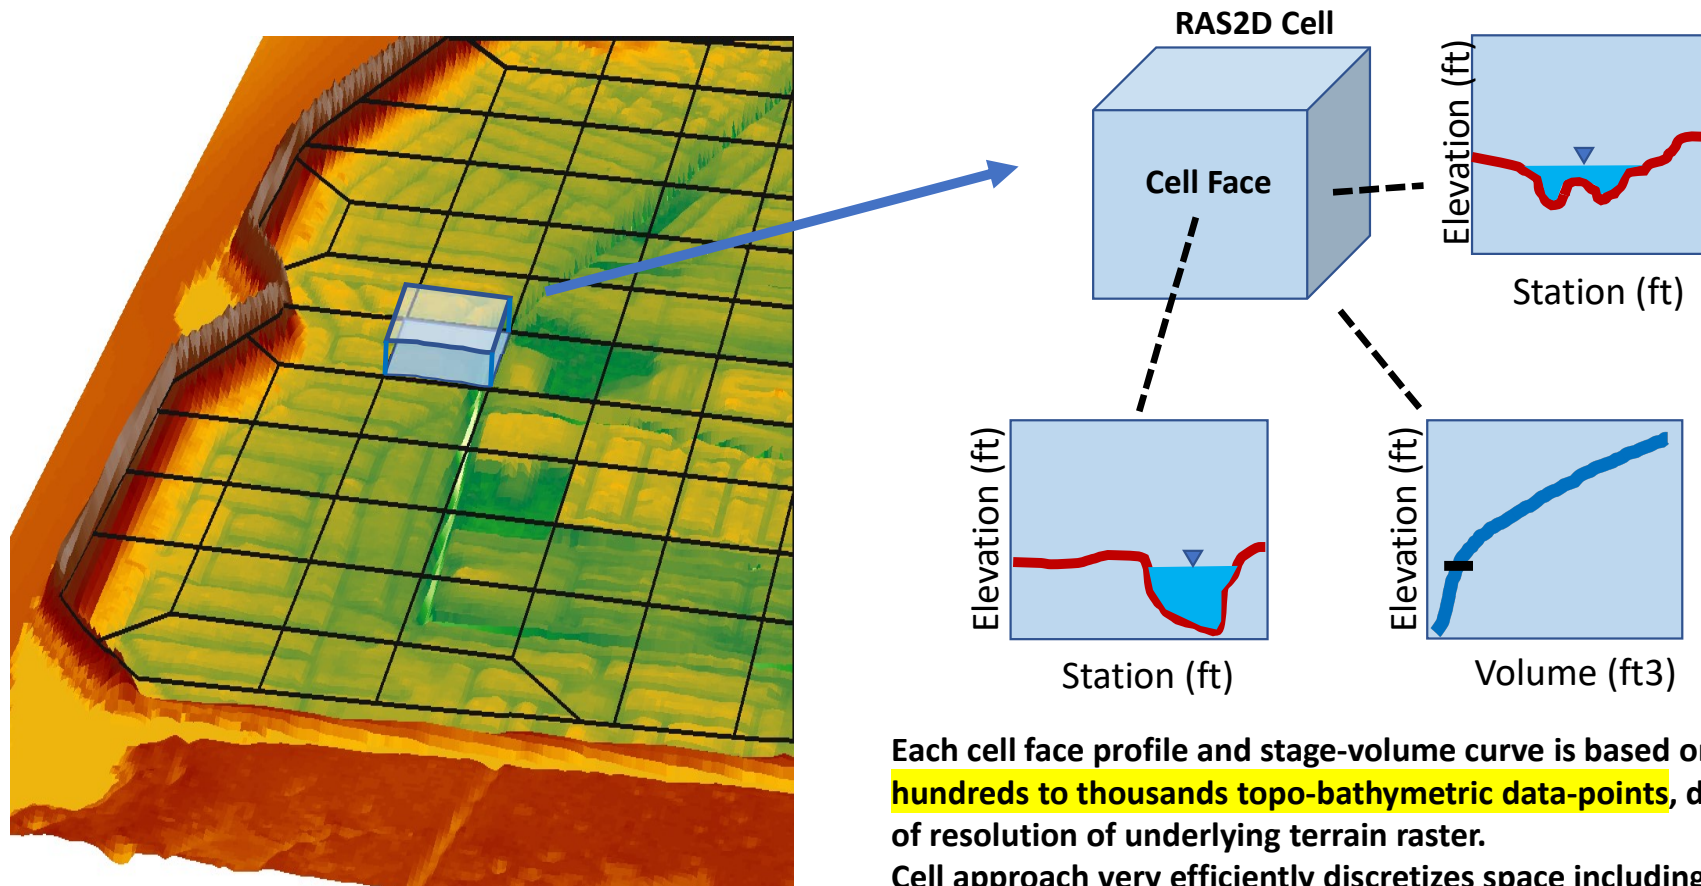 RAS2D Cell
Cell Face
Elevation (ft)
Station (ft)
Elevation (ft)
Station (ft)
Elevation (ft)
Volume (ft3)
Each cell face profile and stage-volume curve is based
hundreds to thousands topo-bathymetric data-points,
of resolution of underlying terrain raster.
Cell approach very efficiently discretizes space including